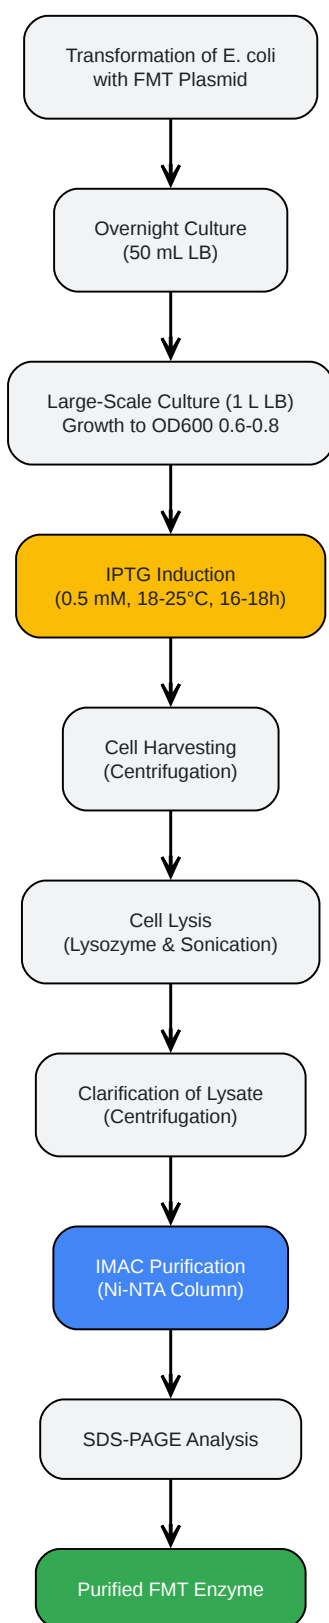 Transformation of E. coli
with FMT Plasmid
Overnight Culture
(50 mL LB)
Large-Scale Culture (1 L LB)
Growth to OD600 0.6-0.8
IPTG Induction
(0.5 mM, 18-25°C, 16-18h)
Cell Harvesting
(Centrifugation)
Cell Lysis
(Lysozyme & Sonication)
Clarification of Lysate
(Centrifugation)
IMAC Purification
(Ni-NTA Column)
SDS-PAGE Analysis
Purified FMT Enzyme